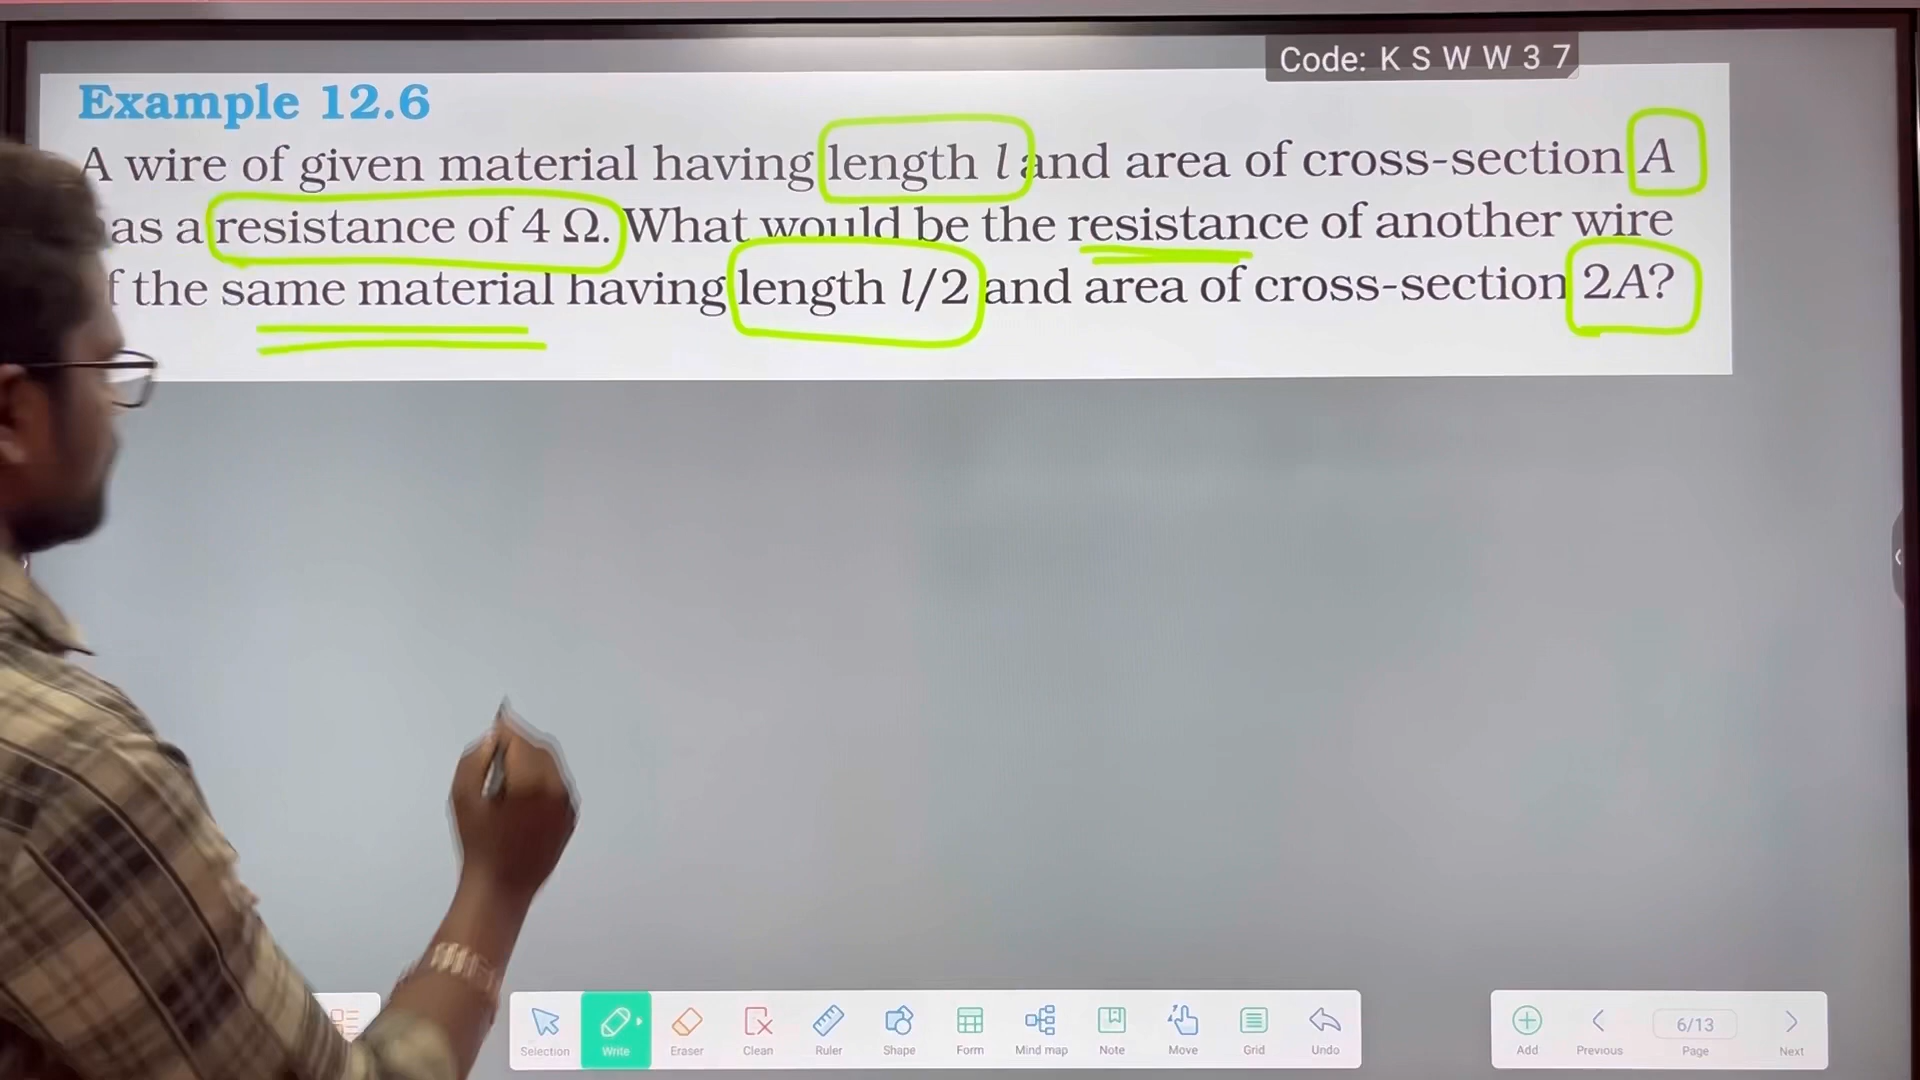 Code: K S W W 3 7
Example 12.6
A wire of given material having length l and area of cross-section A
as a resistance of 4 Ω. What would be the resistance of another wire
f the same material having length l/2 and area of cross-section 2A?
Selection Write Eraser Clean Ruler Shape Form Mind map Note Move Grid Undo
6/13
Add Previous Page Next